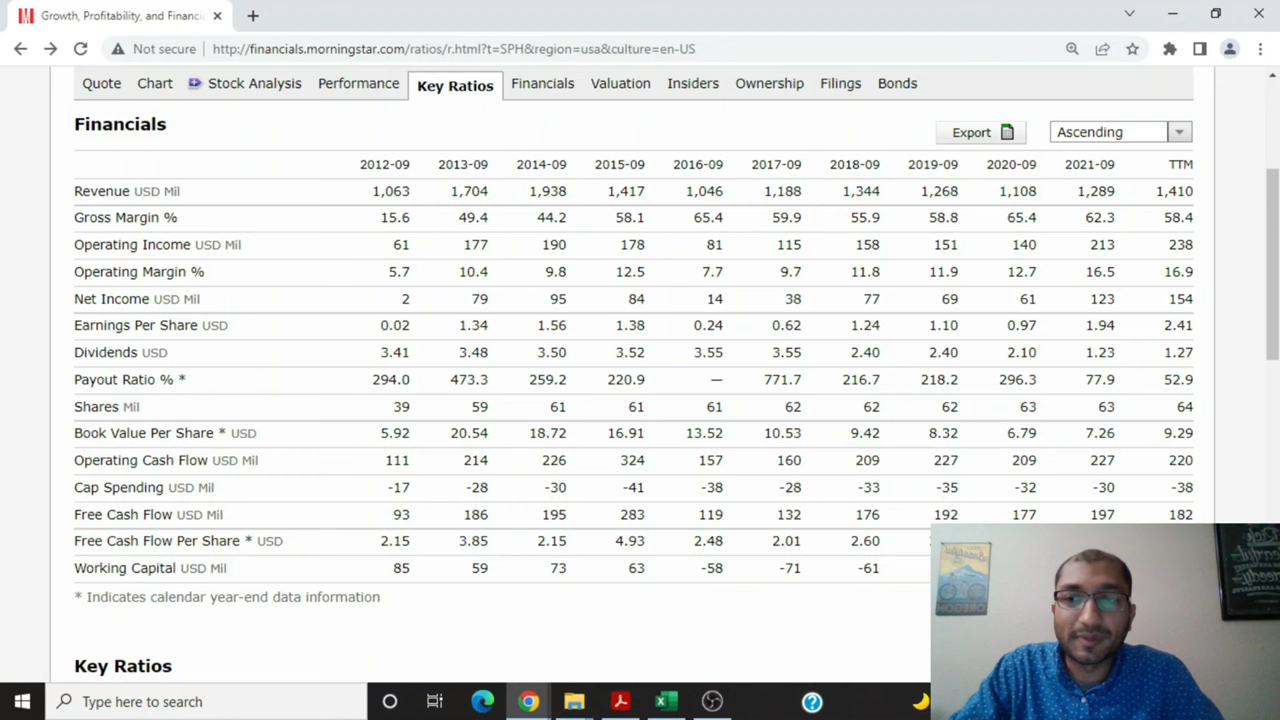 Growth, Profitability, and Financi
Not secure http://financials.morningstar.com/ratios/r.html?t=SPH&region=usa&culture=en-US
Quote Chart Stock Analysis Performance Key Ratios Financials Valuation Insiders Ownership Filings Bonds
Financials
Export Ascending
2012-09 2013-09 2014-09 2015-09 2016-09 2017-09 2018-09 2019-09 2020-09 2021-09 TTM
Revenue USD Mil 1,063 1,704 1,938 1,417 1,046 1,188 1,344 1,268 1,108 1,289 1,410
Gross Margin % 15.6 49.4 44.2 58.1 65.4 59.9 55.9 58.8 65.4 62.3 58.4
Operating Income USD Mil 61 177 190 178 81 115 158 151 140 213 238
Operating Margin % 5.7 10.4 9.8 12.5 7.7 9.7 11.8 11.9 12.7 16.5 16.9
Net Income USD Mil 2 79 95 84 14 38 77 69 61 123 154
Earnings Per Share USD 0.02 1.34 1.56 1.38 0.24 0.62 1.24 1.10 0.97 1.94 2.41
Dividends USD 3.41 3.48 3.50 3.52 3.55 3.55 2.40 2.40 2.10 1.23 1.27
Payout Ratio % * 294.0 473.3 259.2 220.9 — 771.7 216.7 218.2 296.3 77.9 52.9
Shares Mil 39 59 61 61 61 62 62 62 63 63 64
Book Value Per Share * USD 5.92 20.54 18.72 16.91 13.52 10.53 9.42 8.32 6.79 7.26 9.29
Operating Cash Flow USD Mil 111 214 226 324 157 160 209 227 209 227 220
Cap Spending USD Mil -17 -28 -30 -41 -38 -28 -33 -35 -32 -30 -38
Free Cash Flow USD Mil 93 186 195 283 119 132 176 192 177 197 182
Free Cash Flow Per Share * USD 2.15 3.85 2.15 4.93 2.48 2.01 2.60
Working Capital USD Mil 85 59 73 63 -58 -71 -61
* Indicates calendar year-end data information
Key Ratios
Type here to search